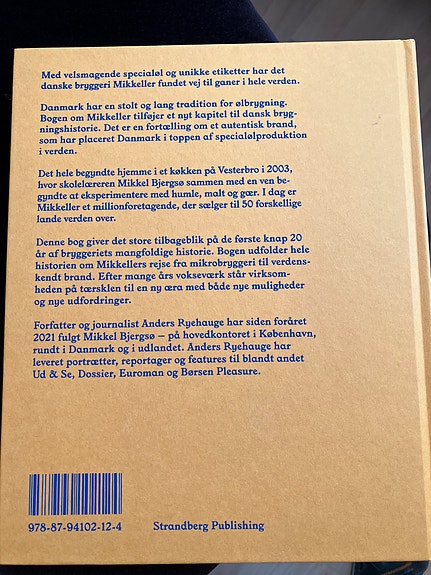 Med velsmagende specialøl og unikke etiketter har det
danske bryggeri Mikkeller fundet vej til ganer i hele verden.
Danmark har en stolt og lang tradition for ølbrygning.
Bogen om Mikkeller tilføjer et nyt kapitel til dansk bryg-
ningshistorie. Det er en fortælling om et autentisk brand,
som har placeret Danmark i toppen af specialølproduktion
i verden.
Det hele begyndte hjemme i et køkken på Vesterbro i 2003,
hvor skolelæreren Mikkel Bjergsø sammen med en ven be-
gyndte at eksperimentere med humle, malt og gær. I dag er
Mikkeller et millionforetagende, der sælger til 50 forskellige
lande verden over.
Denne bog giver det store tilbageblik på de første knap 20
år af bryggeriets mangfoldige historie. Bogen udfolder hele
historien om Mikkellers rejse fra mikrobryggeri til verdens-
kendt brand. Efter mange års vokseværk står virksom-
heden på tærsklen til en ny æra med både nye muligheder
og nye udfordringer.
Forfatter og journalist Anders Ryehauge har siden foråret
2021 fulgt Mikkel Bjergsø – på hovedkontoret i København,
rundt i Danmark og i udlandet. Anders Ryehauge har
leveret portrætter, reportager og features til blandt andet
Ud & Se, Dossier, Euroman og Børsen Pleasure.
978-87-94102-12-4 Strandberg Publishing